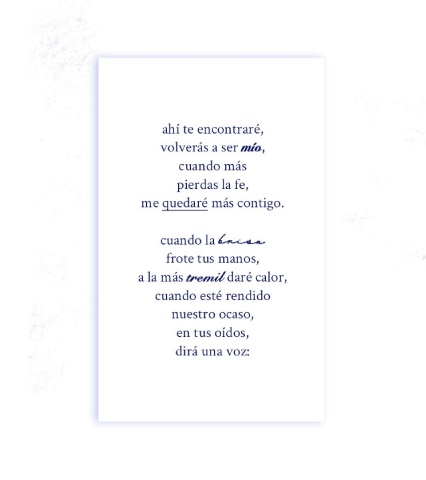 ahí te encontraré,
volverás a ser mío,
cuando más
pierdas la fe,
me quedaré más contigo.
cuando la brisa
frote tus manos,
a la más tremil daré calor,
cuando esté rendido
nuestro ocaso,
en tus oídos,
dirá una voz: